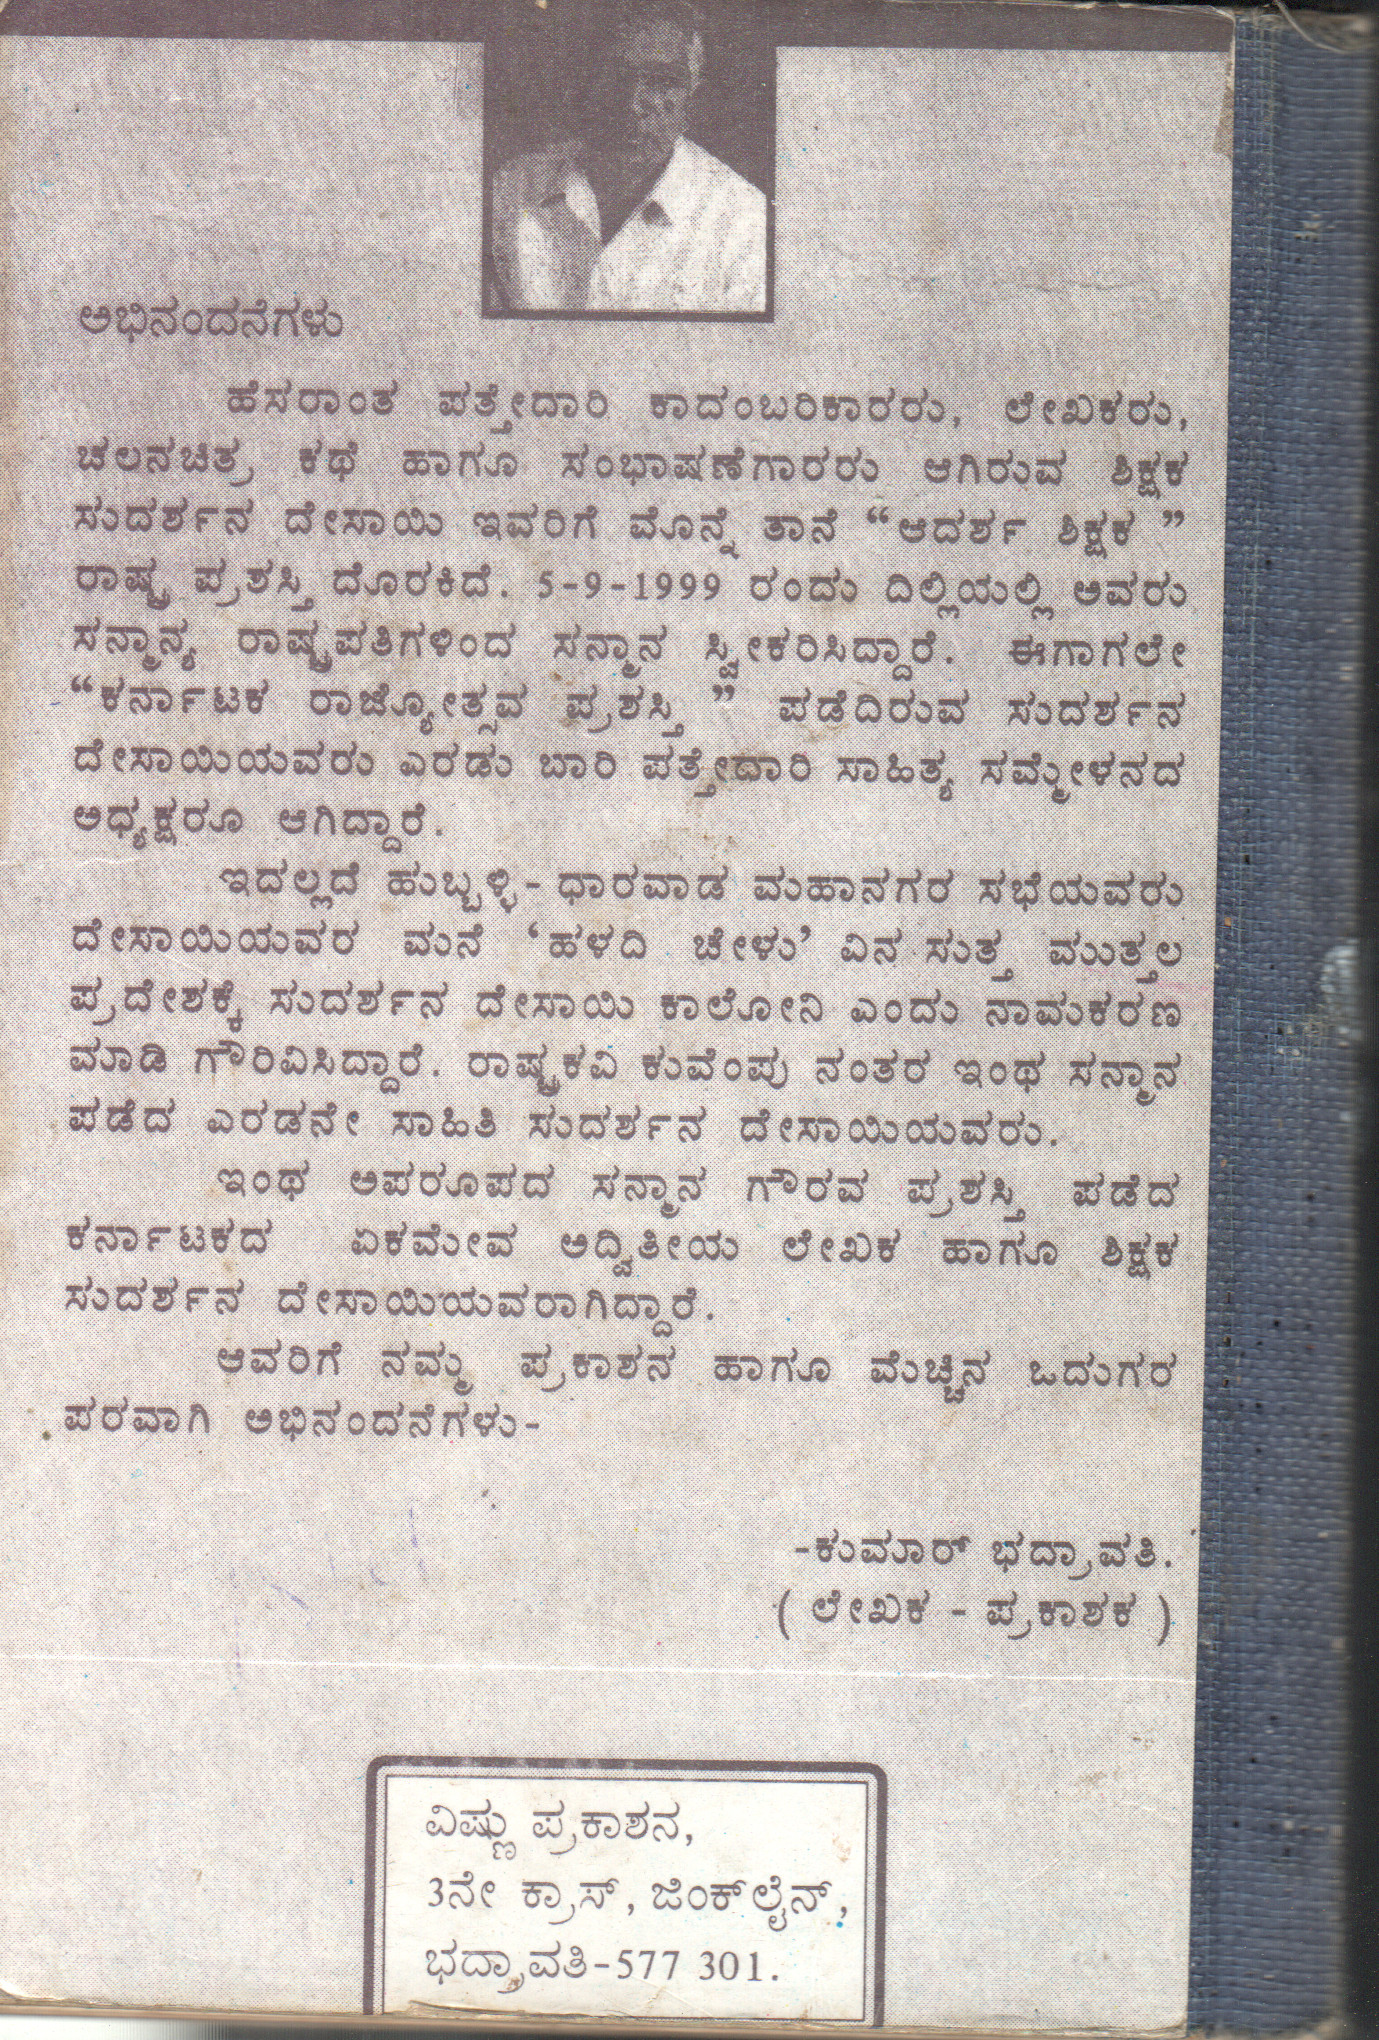 ಅಭಿನಂದನೆಗಳು
ಹೆಸರಾಂತ ಪತ್ತೇದಾರಿ ಕಾದಂಬರಿಕಾರರು, ಲೇಖಕರು,
ಚಲನಚಿತ್ರ ಕಥೆ ಹಾಗೂ ಸಂಭಾಷಣೆಗಾರರು ಆಗಿರುವ ಶಿಕ್ಷಕ
ಸುದರ್ಶನ ದೇಸಾಯಿ ಇವರಿಗೆ ಮೊನ್ನೆ ತಾನೆ “ಆದರ್ಶ ಶಿಕ್ಷಕ ”
ರಾಷ್ಟ್ರ ಪ್ರಶಸ್ತಿ ದೊರಕಿದೆ. 5-9-1999 ರಂದು ದಿಲ್ಲಿಯಲ್ಲಿ ಅವರು
ಸನ್ಮಾನ್ಯ ರಾಷ್ಟ್ರಪತಿಗಳಿಂದ ಸನ್ಮಾನ ಸ್ವೀಕರಿಸಿದ್ದಾರೆ. ಈಗಾಗಲೇ
“ಕರ್ನಾಟಕ ರಾಜ್ಯೋತ್ಸವ ಪ್ರಶಸ್ತಿ ” ಪಡೆದಿರುವ ಸುದರ್ಶನ
ದೇಸಾಯಿಯವರು ಎರಡು ಬಾರಿ ಪತ್ತೇದಾರಿ ಸಾಹಿತ್ಯ ಸಮ್ಮೇಳನದ
ಅಧ್ಯಕ್ಷರೂ ಆಗಿದ್ದಾರೆ.
ಇದಲ್ಲದೆ ಹುಬ್ಬಳ್ಳಿ-ಧಾರವಾಡ ಮಹಾನಗರ ಸಭೆಯವರು
ದೇಸಾಯಿಯವರ ಮನೆ ‘ಹಳದಿ ಚೇಳು’ ವಿನ ಸುತ್ತ ಮುತ್ತಲ
ಪ್ರದೇಶಕ್ಕೆ ಸುದರ್ಶನ ದೇಸಾಯಿ ಕಾಲೋನಿ ಎಂದು ನಾಮಕರಣ
ಮಾಡಿ ಗೌರಿವಿಸಿದ್ದಾರೆ. ರಾಷ್ಟ್ರಕವಿ ಕುವೆಂಪು ನಂತರ ಇಂಥ ಸನ್ಮಾನ
ಪಡೆದ ಎರಡನೇ ಸಾಹಿತಿ ಸುದರ್ಶನ ದೇಸಾಯಿಯವರು.
ಇಂಥ ಅಪರೂಪದ ಸನ್ಮಾನ ಗೌರವ ಪ್ರಶಸ್ತಿ ಪಡೆದ
ಕರ್ನಾಟಕದ ಏಕಮೇವ ಅದ್ವಿತೀಯ ಲೇಖಕ ಹಾಗೂ ಶಿಕ್ಷಕ
ಸುದರ್ಶನ ದೇಸಾಯಿಯವರಾಗಿದ್ದಾರೆ.
ಆವರಿಗೆ ನಮ್ಮ ಪ್ರಕಾಶನ ಹಾಗೂ ಮೆಚ್ಚಿನ ಒದುಗರ
ಪರವಾಗಿ ಅಭಿನಂದನೆಗಳು-
-ಕುಮಾರ್ ಭದ್ರಾವತಿ.
( ಲೇಖಕ - ಪ್ರಕಾಶಕ )
ವಿಷ್ಣು ಪ್ರಕಾಶನ,
3ನೇ ಕ್ರಾಸ್, ಜಿಂಕ್‌ಲೈನ್,
ಭದ್ರಾವತಿ-577 301.